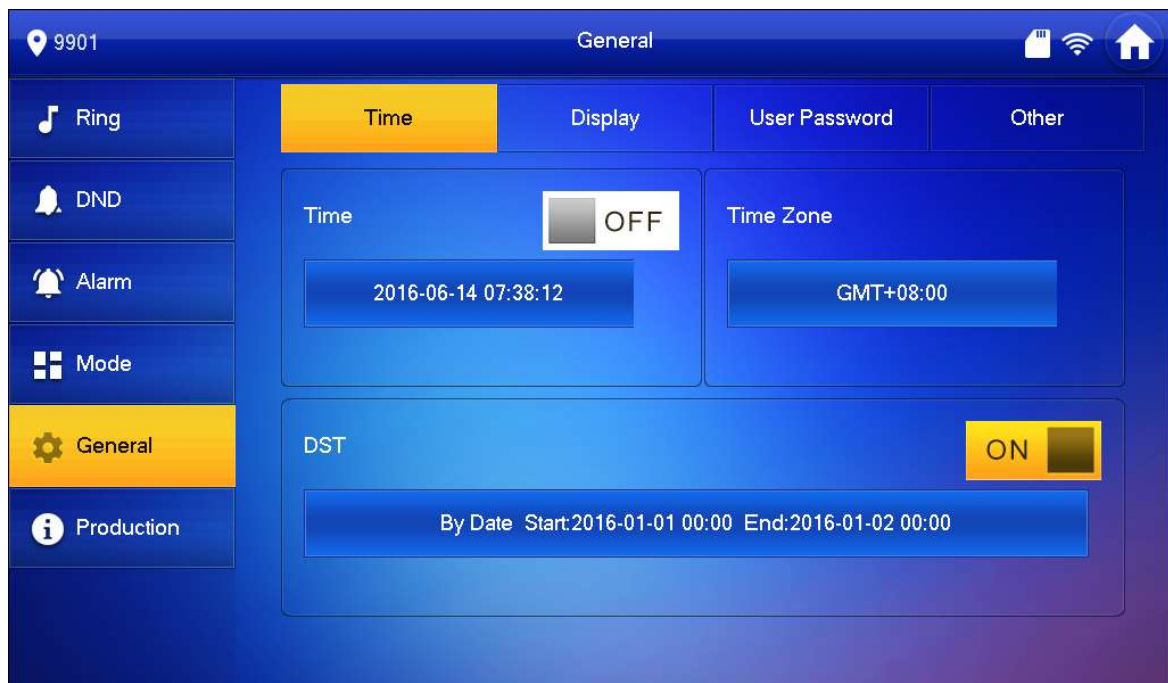 9901
General
Ring
DND
Alarm
Mode
General
Production
Time
Display
User Password
Other
Time
OFF
2016-06-14 07:38:12
Time Zone
GMT+08:00
DST
ON
By Date Start:2016-01-01 00:00 End:2016-01-02 00:00